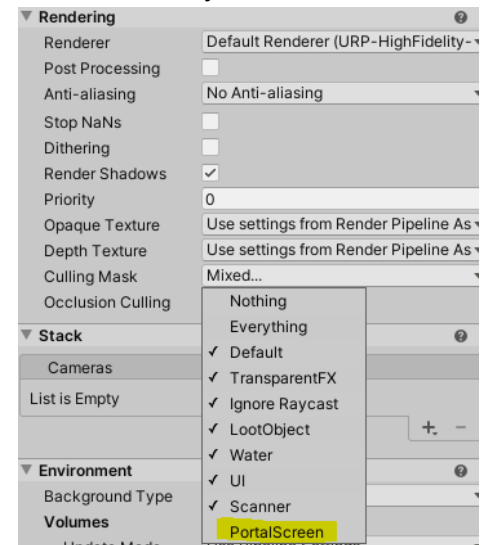 Rendering
Renderer Default Renderer (URP-HighFidelity-
Post Processing
Anti-aliasing No Anti-aliasing
Stop NaNs
Dithering
Render Shadows
Priority 0
Opaque Texture Use settings from Render Pipeline As
Depth Texture Use settings from Render Pipeline As
Culling Mask Mixed...
Occlusion Culling
Nothing
Everything
Stack
✓ Default
Cameras
✓ TransparentFX
List is Empty
✓ Ignore Raycast
✓ LootObject
✓ Water
Environment
✓ UI
Background Type
✓ Scanner
Volumes
PortalScreen